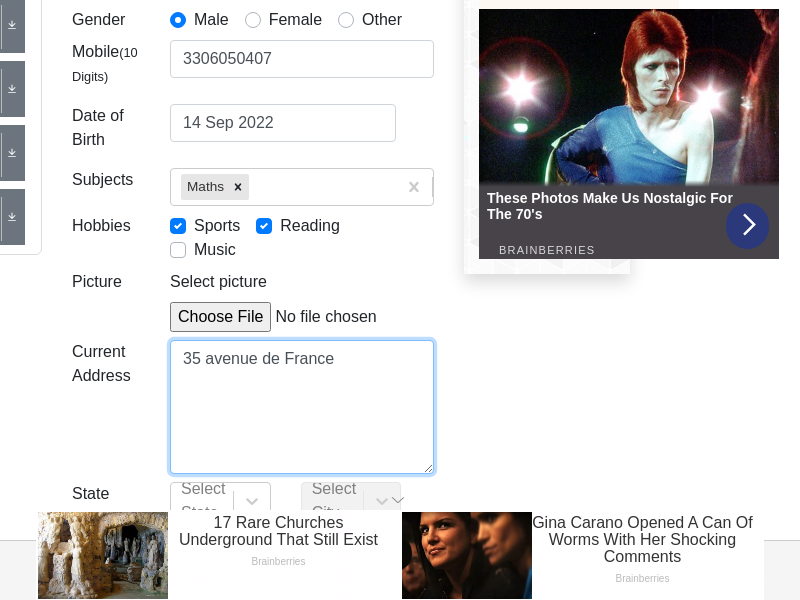 Gender
Male
Female
Other
Mobile(10
Digits)
3306050407
Date of
Birth
14 Sep 2022
Subjects
Maths
Hobbies
Sports
Reading
Music
Picture
Select picture
Choose File No file chosen
Current
Address
35 avenue de France
State
Select
State
Select
City
These Photos Make Us Nostalgic For
The 70's
BRAINBERRIES
17 Rare Churches
Underground That Still Exist
Brainberries
Gina Carano Opened A Can Of
Worms With Her Shocking
Comments
Brainberries